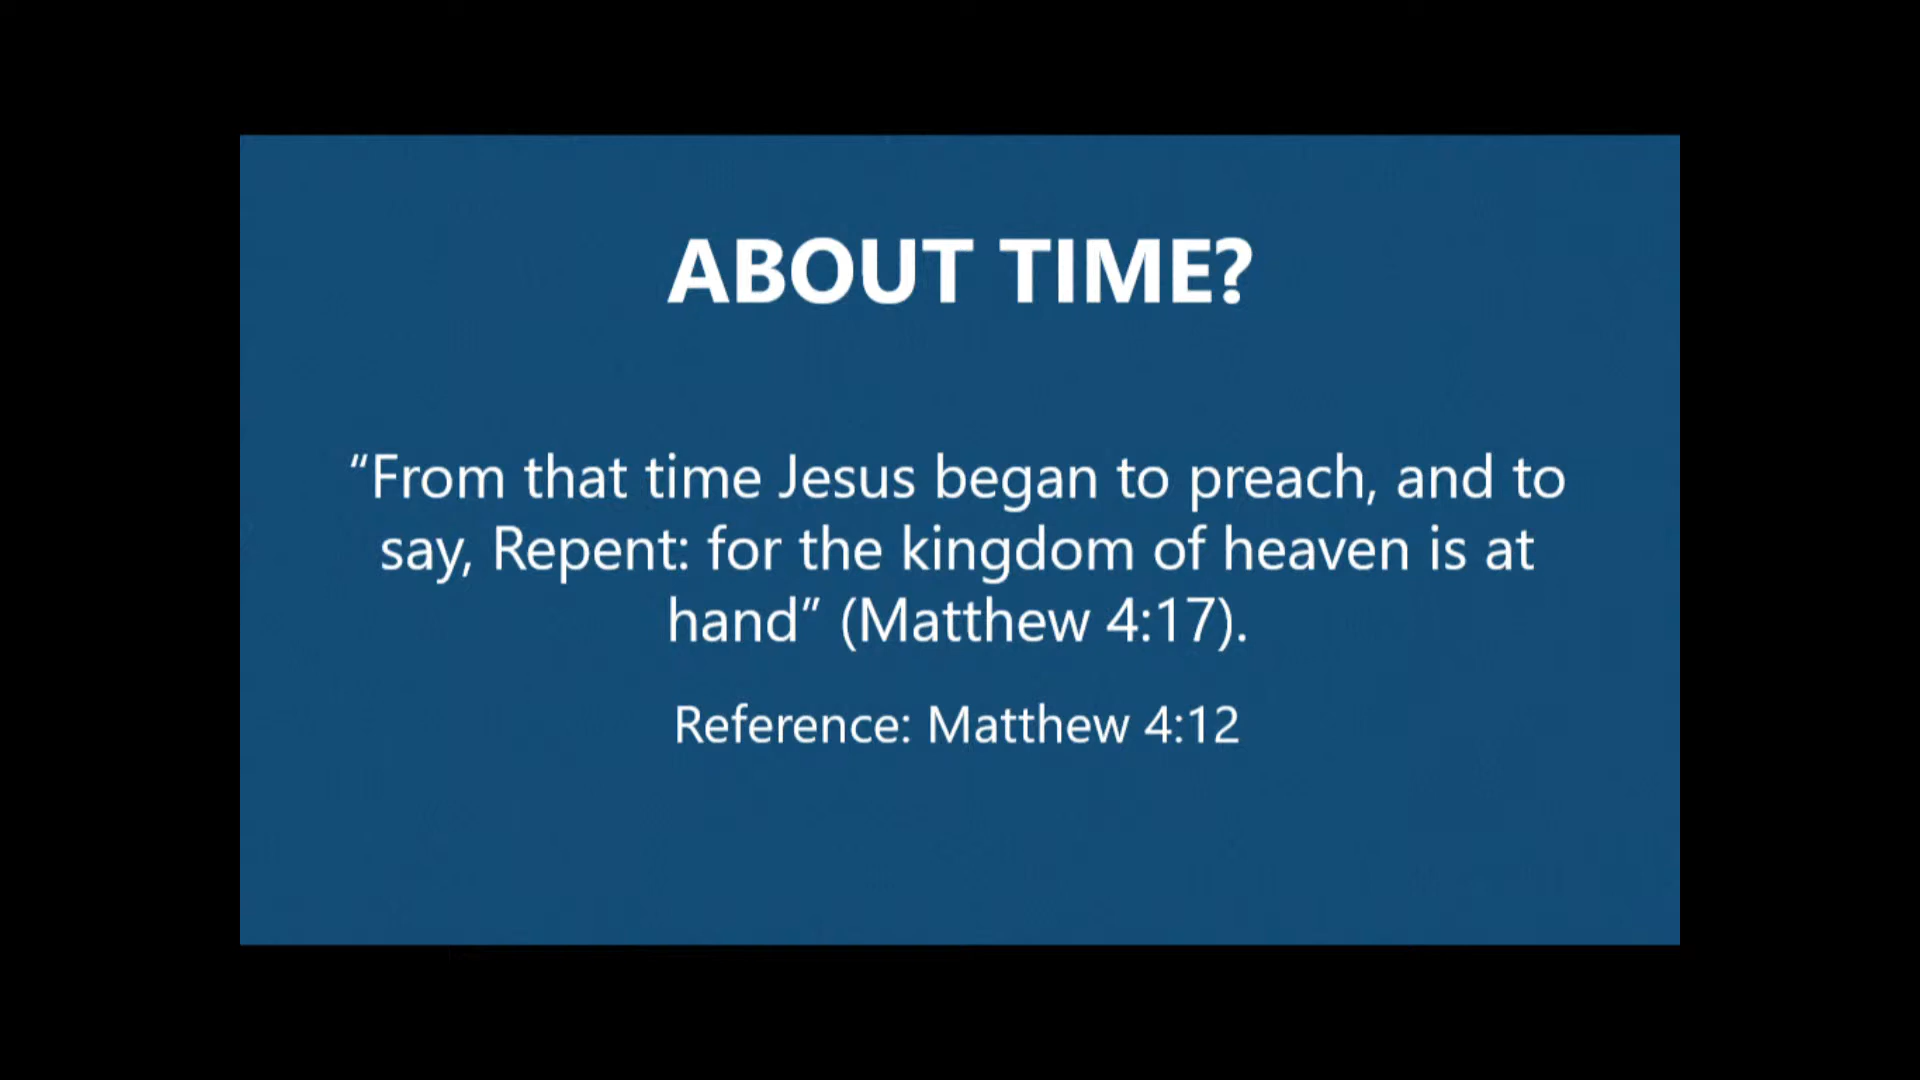 ABOUT TIME?
“From that time Jesus began to preach, and to
say, Repent: for the kingdom of heaven is at
hand” (Matthew 4:17).
Reference: Matthew 4:12